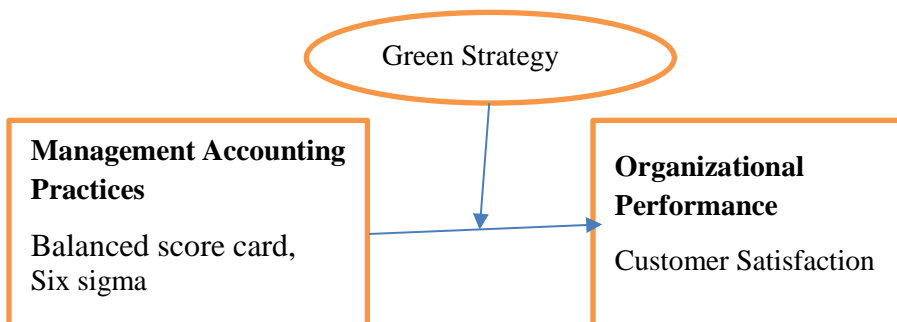 Green Strategy
Management Accounting
Practices
Balanced score card,
Six sigma
Organizational
Performance
Customer Satisfaction